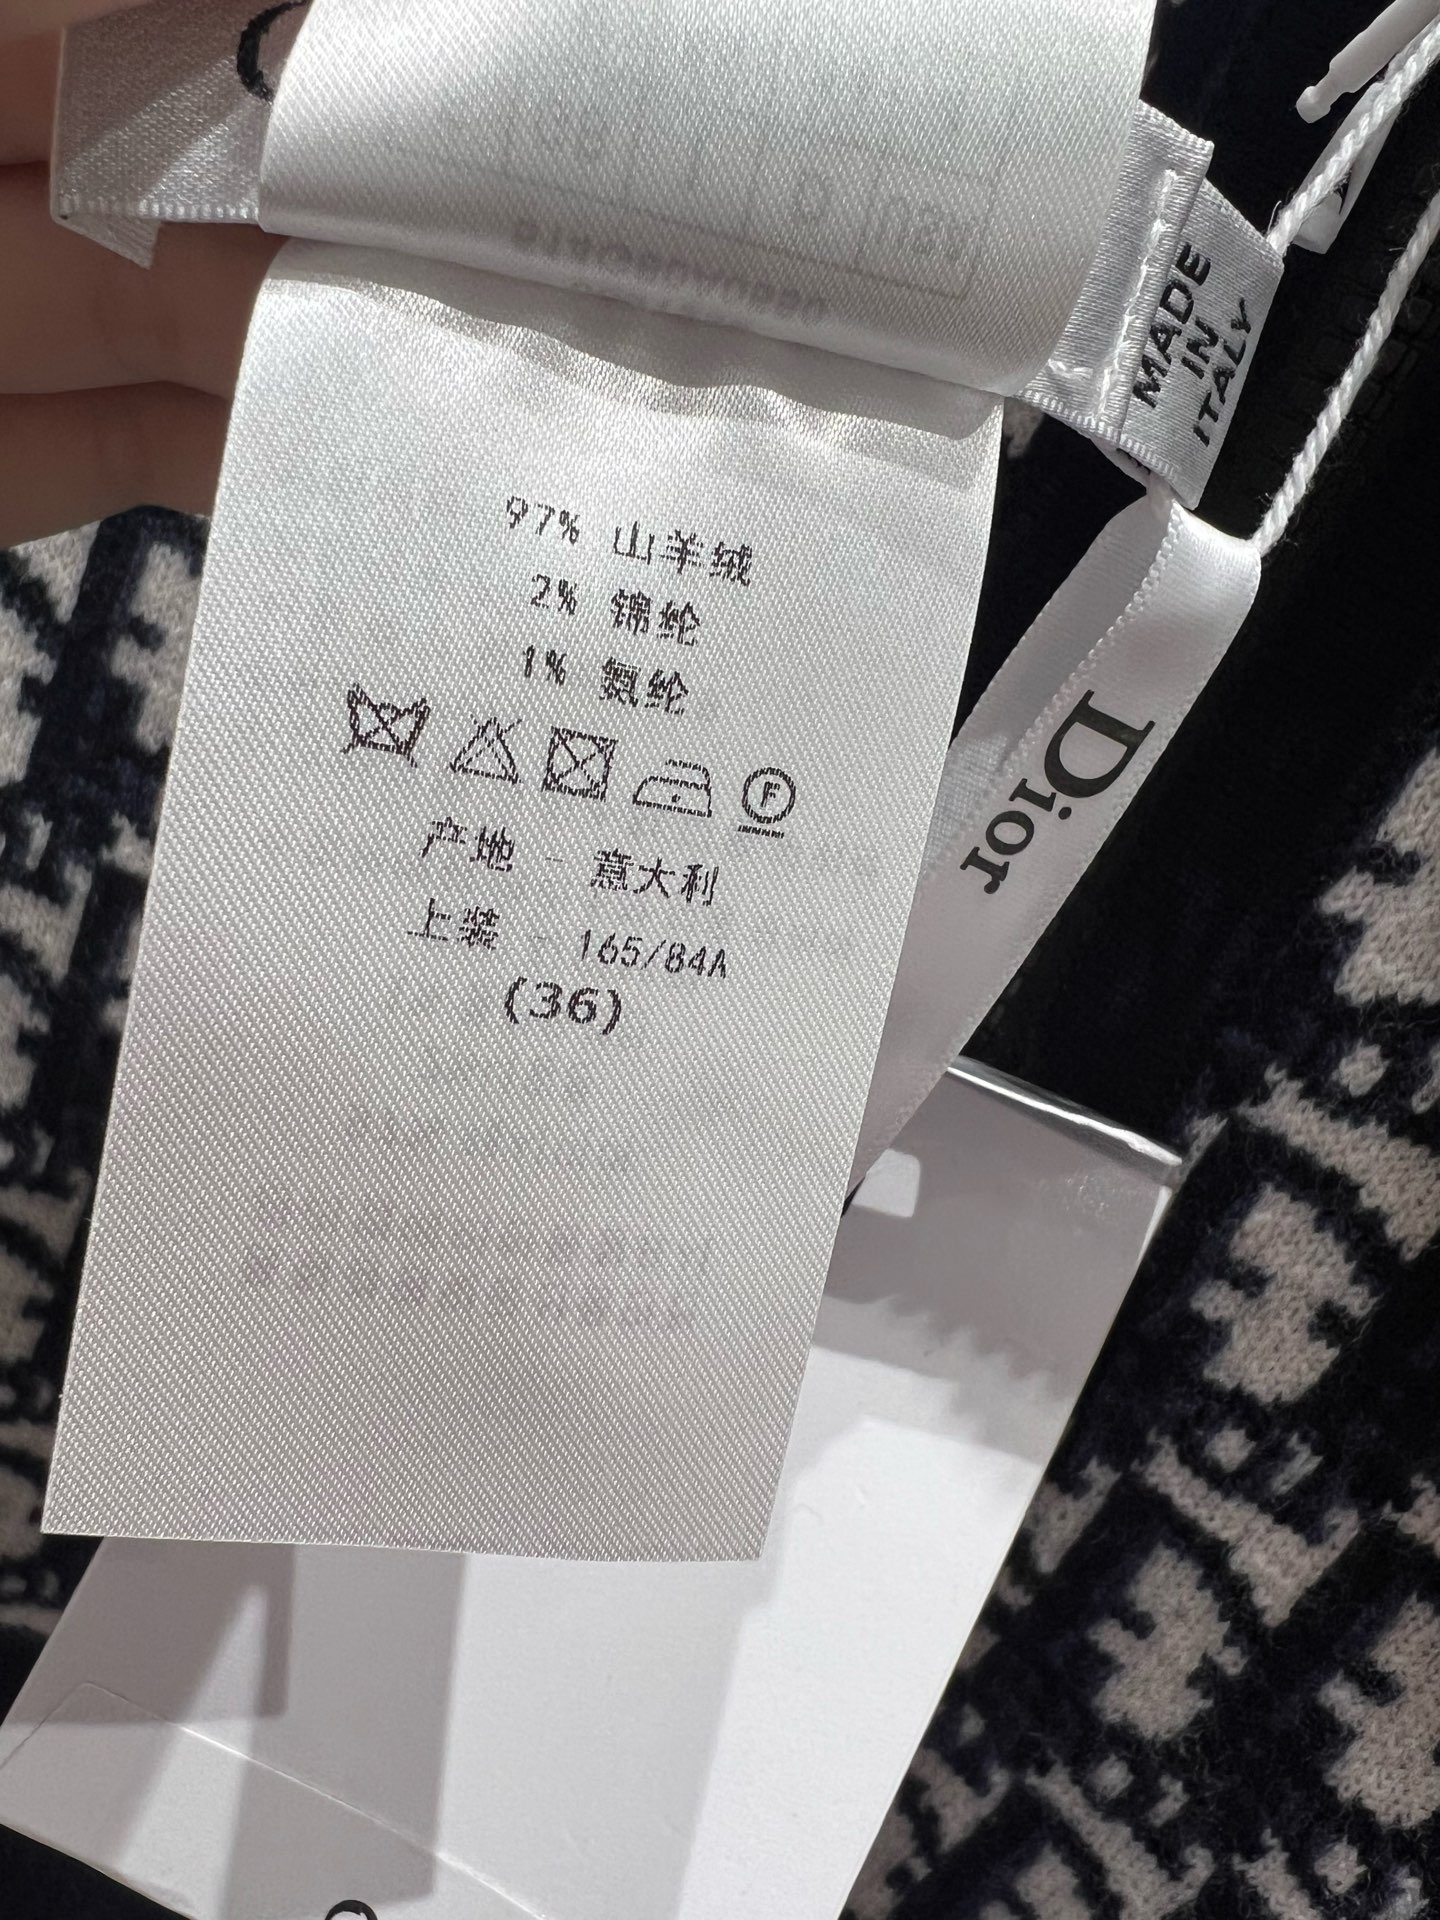 97% 山羊绒
2% 锦纶
1% 氨纶
F
产地 - 意大利
上装 - 165/84A
(36)
MADE
IN
ITALY
Dior